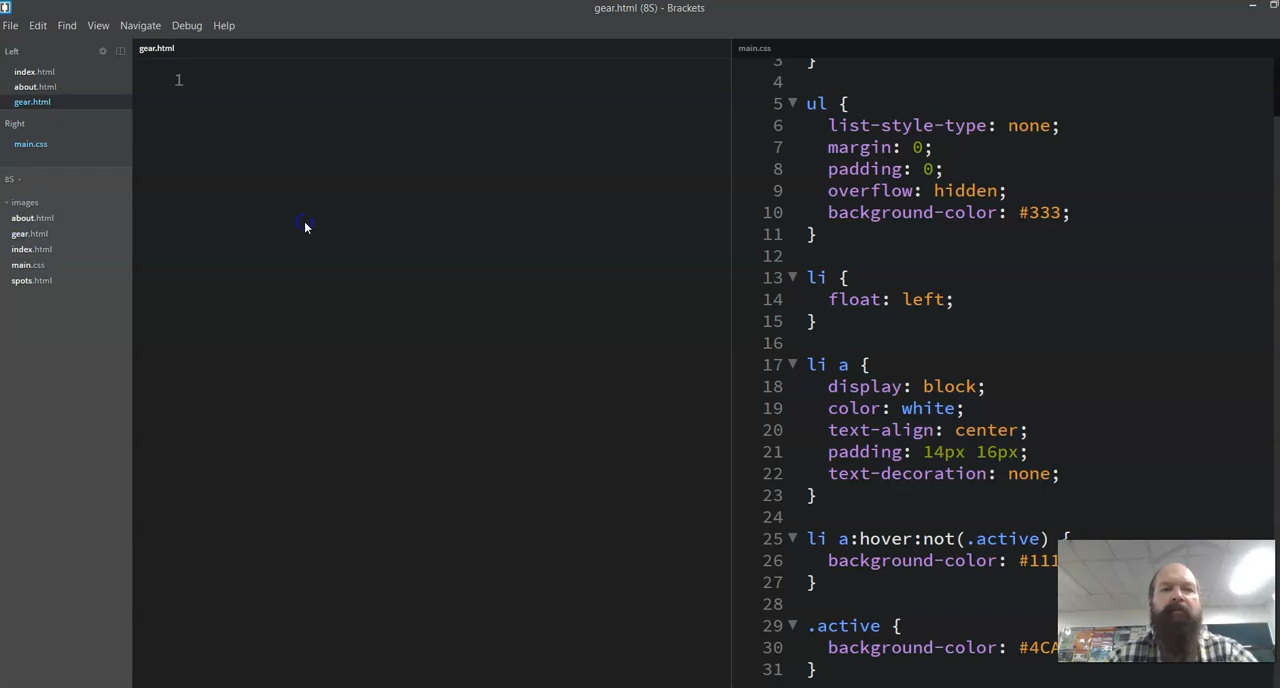 gear.html (8S) - Brackets
File Edit Find View Navigate Debug Help
Left
index.html
about.html
gear.html
Right
main.css
8S
images
about.html
gear.html
index.html
main.css
spots.html
gear.html
1
main.css
3 }
4
5 ul {
6 list-style-type: none;
7 margin: 0;
8 padding: 0;
9 overflow: hidden;
10 background-color: #333;
11 }
12
13 li {
14 float: left;
15 }
16
17 li a {
18 display: block;
19 color: white;
20 text-align: center;
21 padding: 14px 16px;
22 text-decoration: none;
23 }
24
25 li a:hover:not(.active) {
26 background-color: #111
27 }
28
29 .active {
30 background-color: #4CA
31 }